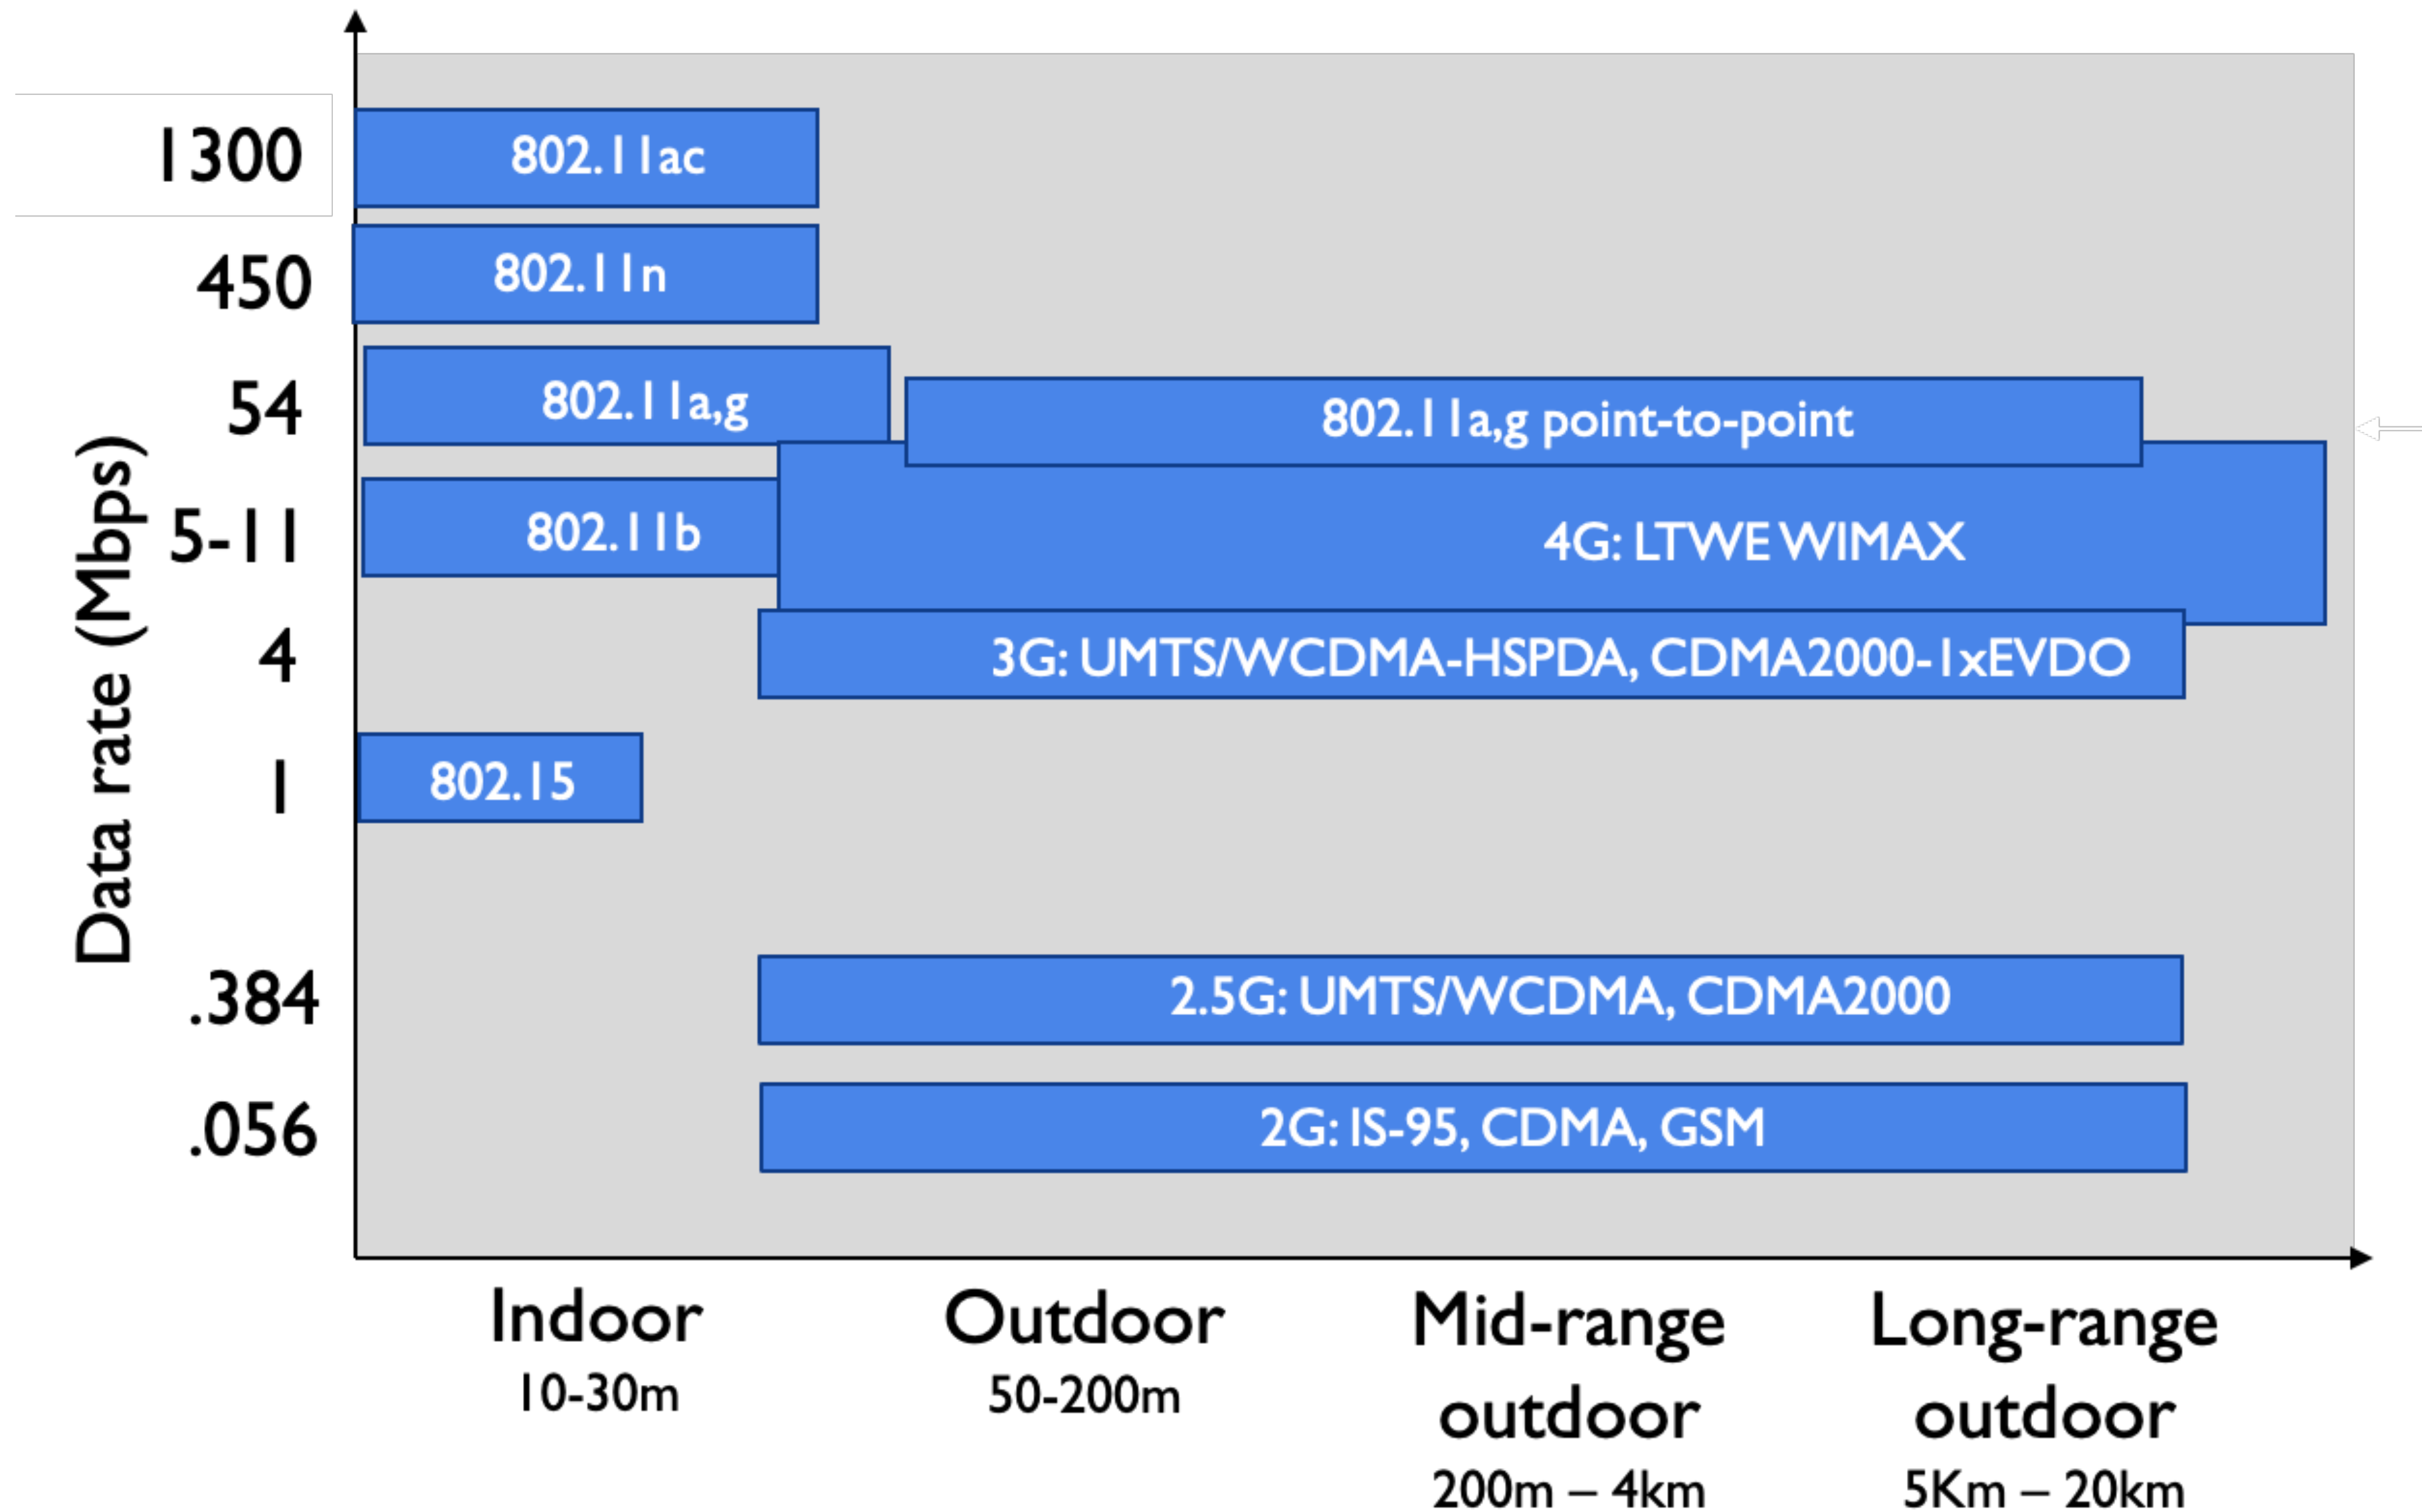 1300
802.11ac
450
802.11n
54
802.11a,g
802.11a,g point-to-point
5-11
802.11b
4G: LTWE WIMAX
4
3G: UMTS/WCDMA-HSPDA, CDMA2000-1xEVDO
1
802.15
.384
2.5G: UMTS/WCDMA, CDMA2000
.056
2G: IS-95, CDMA, GSM
Data rate (Mbps)
Indoor
10-30m
Outdoor
50-200m
Mid-range
outdoor
200m – 4km
Long-range
outdoor
5Km – 20km